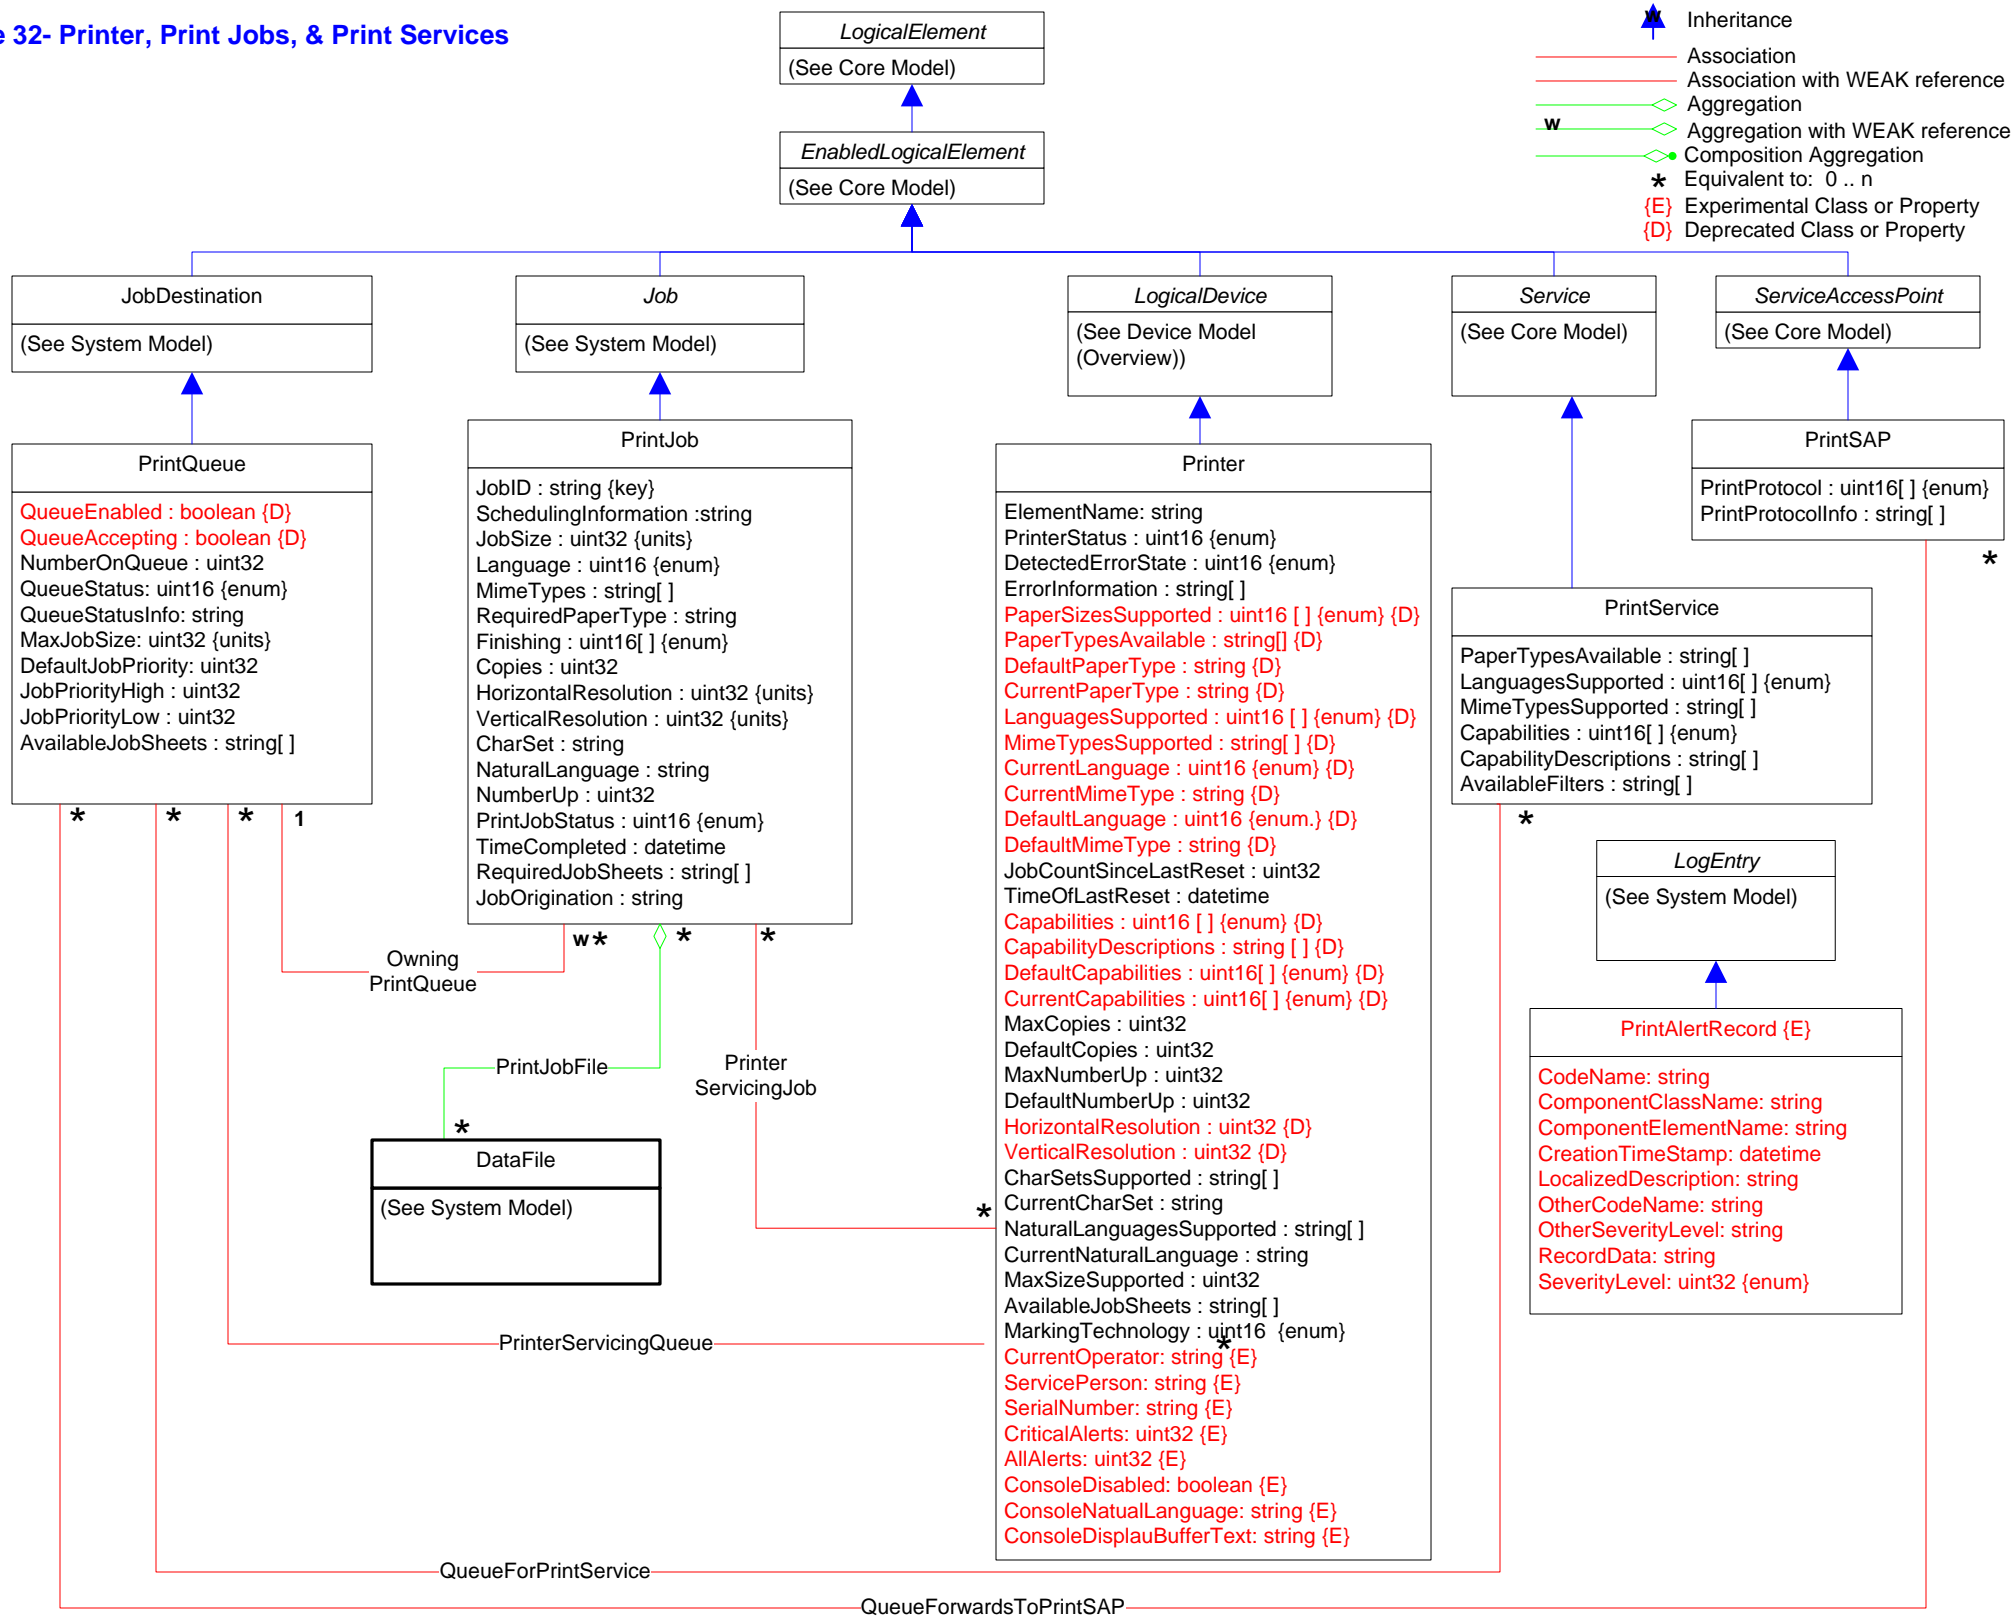 e 32- Printer, Print Jobs, & Print Services
w
Inheritance
Association
Association with WEAK reference
Aggregation
w
Aggregation with WEAK reference
Composition Aggregation
* Equivalent to: 0 .. n
{E} Experimental Class or Property
{D} Deprecated Class or Property
LogicalElement
(See Core Model)
EnabledLogicalElement
(See Core Model)
JobDestination
(See System Model)
Job
(See System Model)
LogicalDevice
(See Device Model
(Overview))
Service
(See Core Model)
ServiceAccessPoint
(See Core Model)
PrintQueue
QueueEnabled : boolean {D}
QueueAccepting : boolean {D}
NumberOnQueue : uint32
QueueStatus: uint16 {enum}
QueueStatusInfo: string
MaxJobSize: uint32 {units}
DefaultJobPriority: uint32
JobPriorityHigh : uint32
JobPriorityLow : uint32
AvailableJobSheets : string[ ]
* * * 1
PrintJob
JobID : string {key}
SchedulingInformation :string
JobSize : uint32 {units}
Language : uint16 {enum}
MimeTypes : string[ ]
RequiredPaperType : string
Finishing : uint16[ ] {enum}
Copies : uint32
HorizontalResolution : uint32 {units}
VerticalResolution : uint32 {units}
CharSet : string
NaturalLanguage : string
NumberUp : uint32
PrintJobStatus : uint16 {enum}
TimeCompleted : datetime
RequiredJobSheets : string[ ]
JobOrigination : string
w* * *
Owning
PrintQueue
PrintJobFile
Printer
ServicingJob
*
DataFile
(See System Model)
*
PrinterServicingQueue
Printer
ElementName: string
PrinterStatus : uint16 {enum}
DetectedErrorState : uint16 {enum}
ErrorInformation : string[ ]
PaperSizesSupported : uint16 [ ] {enum} {D}
PaperTypesAvailable : string[] {D}
DefaultPaperType : string {D}
CurrentPaperType : string {D}
LanguagesSupported : uint16 [ ] {enum} {D}
MimeTypesSupported : string[ ] {D}
CurrentLanguage : uint16 {enum} {D}
CurrentMimeType : string {D}
DefaultLanguage : uint16 {enum.} {D}
DefaultMimeType : string {D}
JobCountSinceLastReset : uint32
TimeOfLastReset : datetime
Capabilities : uint16 [ ] {enum} {D}
CapabilityDescriptions : string [ ] {D}
DefaultCapabilities : uint16[ ] {enum} {D}
CurrentCapabilities : uint16[ ] {enum} {D}
MaxCopies : uint32
DefaultCopies : uint32
MaxNumberUp : uint32
DefaultNumberUp : uint32
HorizontalResolution : uint32 {D}
VerticalResolution : uint32 {D}
CharSetsSupported : string[ ]
CurrentCharSet : string
NaturalLanguagesSupported : string[ ]
CurrentNaturalLanguage : string
MaxSizeSupported : uint32
AvailableJobSheets : string[ ]
MarkingTechnology : uint16 {enum}
*
CurrentOperator: string {E}
ServicePerson: string {E}
SerialNumber: string {E}
CriticalAlerts: uint32 {E}
AllAlerts: uint32 {E}
ConsoleDisabled: boolean {E}
ConsoleNatualLanguage: string {E}
ConsoleDisplauBufferText: string {E}
PrintSAP
PrintProtocol : uint16[ ] {enum}
PrintProtocolInfo : string[ ]
*
PrintService
PaperTypesAvailable : string[ ]
LanguagesSupported : uint16[ ] {enum}
MimeTypesSupported : string[ ]
Capabilities : uint16[ ] {enum}
CapabilityDescriptions : string[ ]
AvailableFilters : string[ ]
*
LogEntry
(See System Model)
PrintAlertRecord {E}
CodeName: string
ComponentClassName: string
ComponentElementName: string
CreationTimeStamp: datetime
LocalizedDescription: string
OtherCodeName: string
OtherSeverityLevel: string
RecordData: string
SeverityLevel: uint32 {enum}
QueueForPrintService
QueueForwardsToPrintSAP